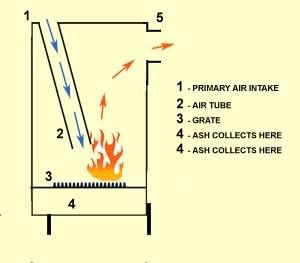 1
5
2
3
4
1 - PRIMARY AIR INTAKE
2 - AIR TUBE
3 - GRATE
4 - ASH COLLECTS HERE
4 - ASH COLLECTS HERE